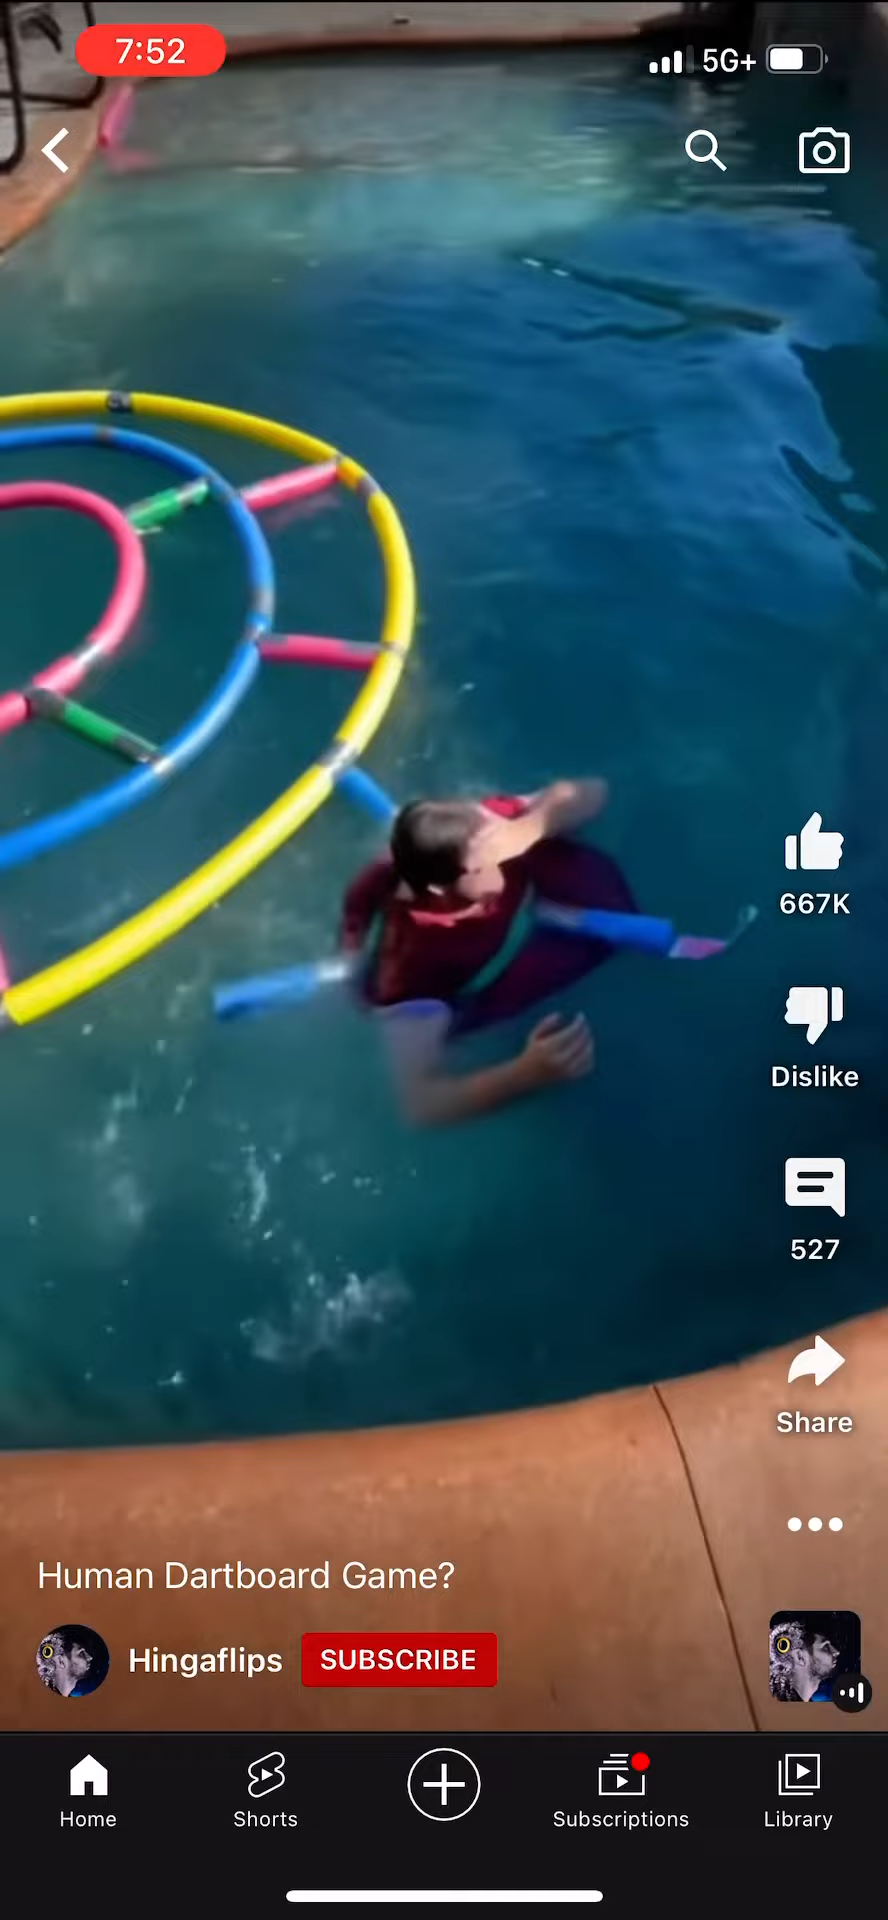 7:52
5G+
667K
Dislike
527
Share
Human Dartboard Game?
Hingaflips
SUBSCRIBE
Home
Shorts
Subscriptions
Library